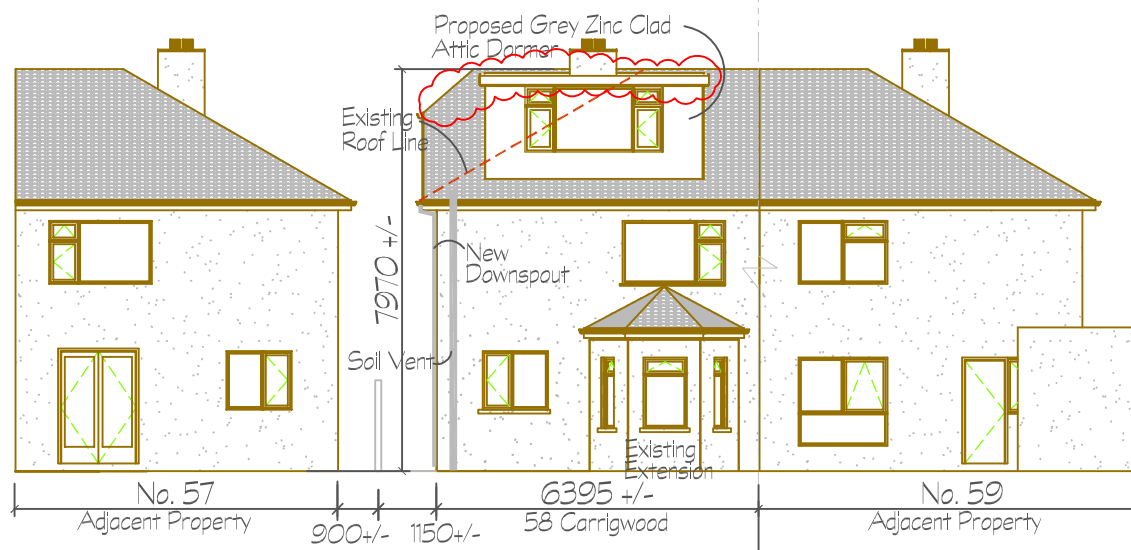 Proposed Grey Zinc Clad
Attic Dormer
Existing
Roof Line
7970 +/-
New
Downspout
Soil Vent
Existing
Extension
No. 57
Adjacent Property
900+/-
1150+/-
6395 +/-
58 Carrigwood
No. 59
Adjacent Property